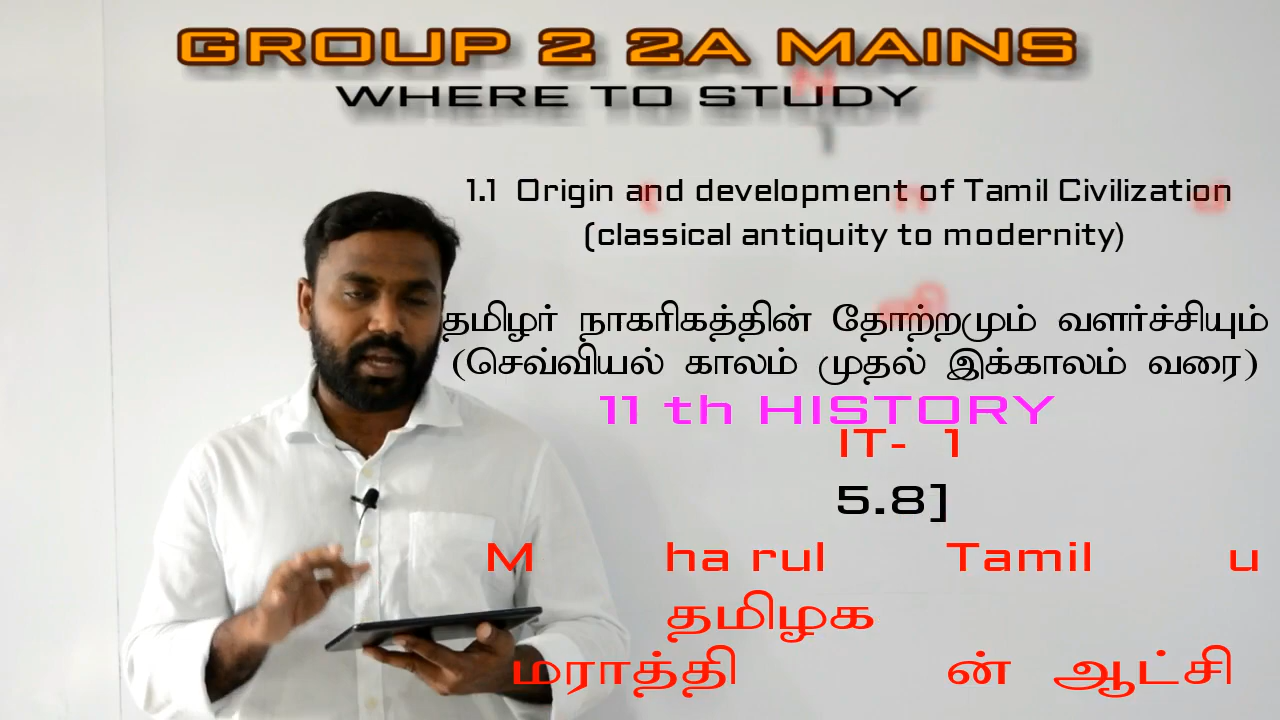 GROUP 2 2A MAINS
WHERE TO STUDY
1.1 Origin and development of Tamil Civilization
(classical antiquity to modernity)
தமிழர் நாகரிகத்தின் தோற்றமும் வளர்ச்சியும்
(செவ்வியல் காலம் முதல் இக்காலம் வரை)
11 th HISTORY
IT- 1
5.8]
M ha rul Tamil u
தமிழக
மராத்தி ன் ஆட்சி